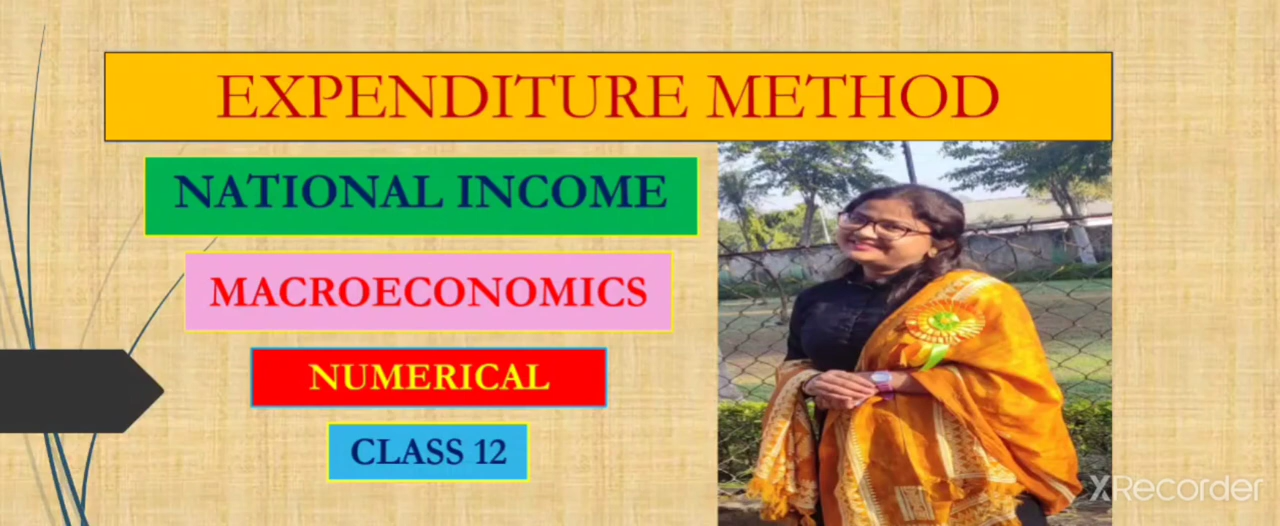 EXPENDITURE METHOD
NATIONAL INCOME
MACROECONOMICS
NUMERICAL
CLASS 12
XRecorder